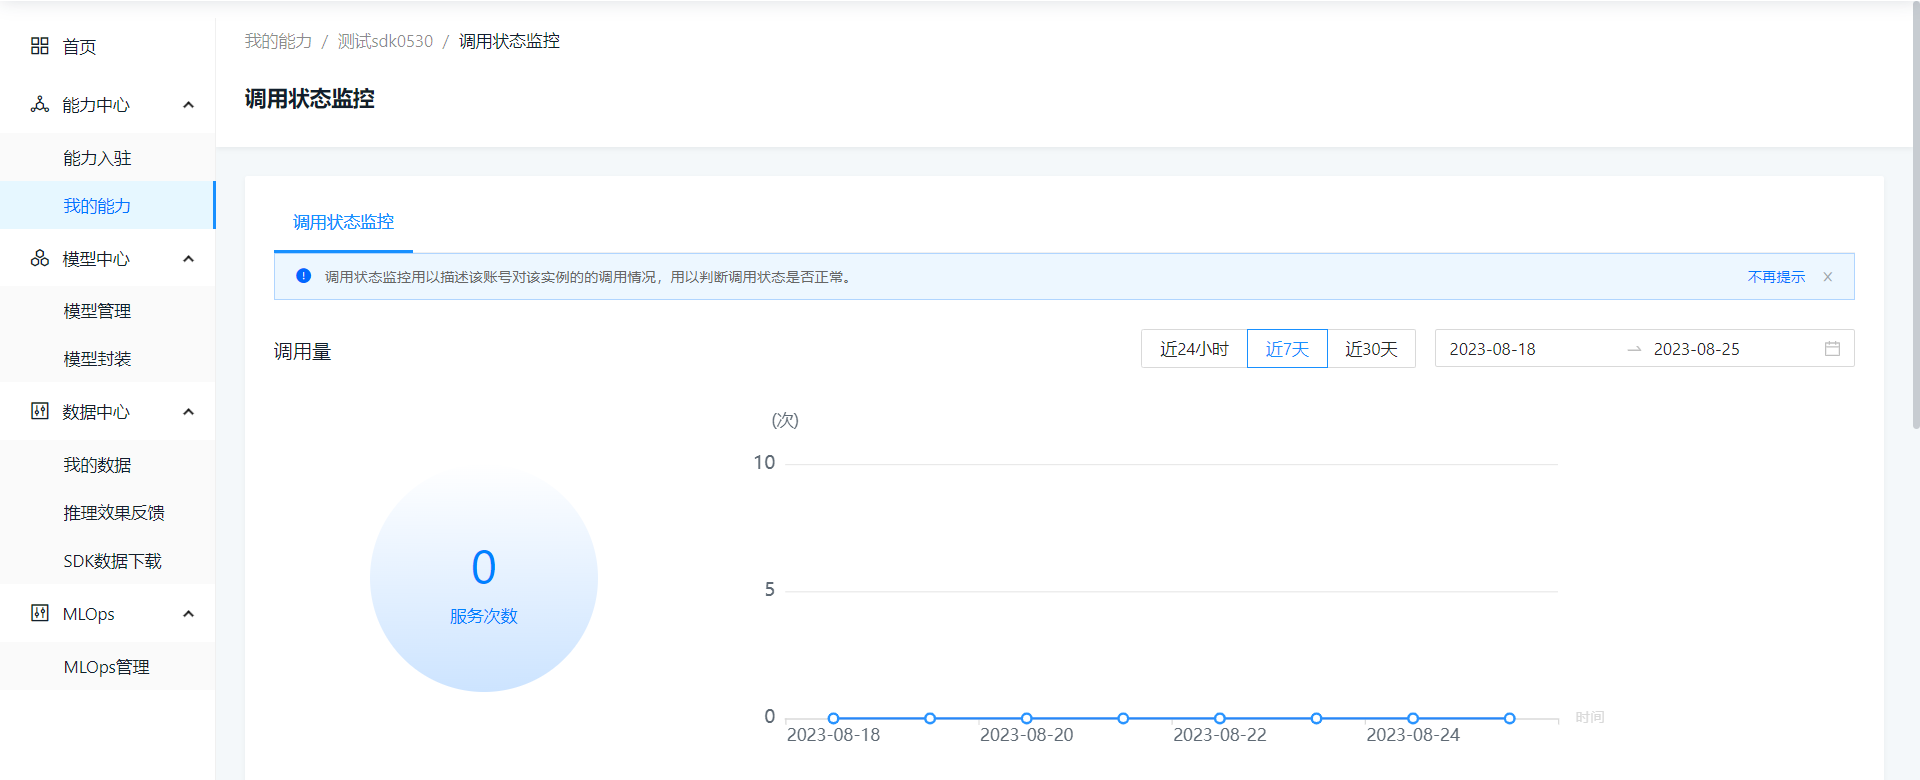 首页
能力中心
能力入驻
我的能力
模型中心
模型管理
模型封装
数据中心
我的数据
推理效果反馈
SDK数据下载
MLOps
MLOps管理
我的能力 / 测试sdk0530 / 调用状态监控
调用状态监控
调用状态监控
调用状态监控用以描述该账号对该实例的的调用情况，用以判断调用状态是否正常。 不再提示
调用量 近24小时 近7天 近30天 2023-08-18 2023-08-25
0
服务次数
(次)
10
5
0
2023-08-18 2023-08-20 2023-08-22 2023-08-24
时间